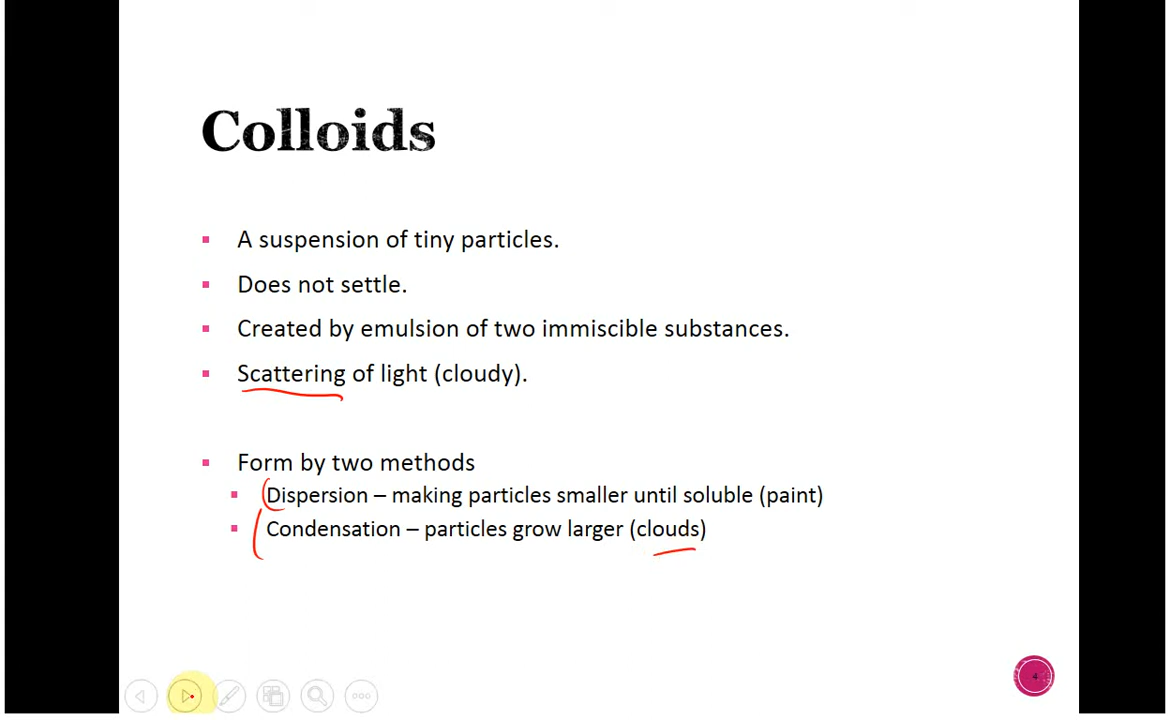 Colloids
A suspension of tiny particles.
Does not settle.
Created by emulsion of two immiscible substances.
Scattering of light (cloudy).
Form by two methods
Dispersion – making particles smaller until soluble (paint)
Condensation – particles grow larger (clouds)
4